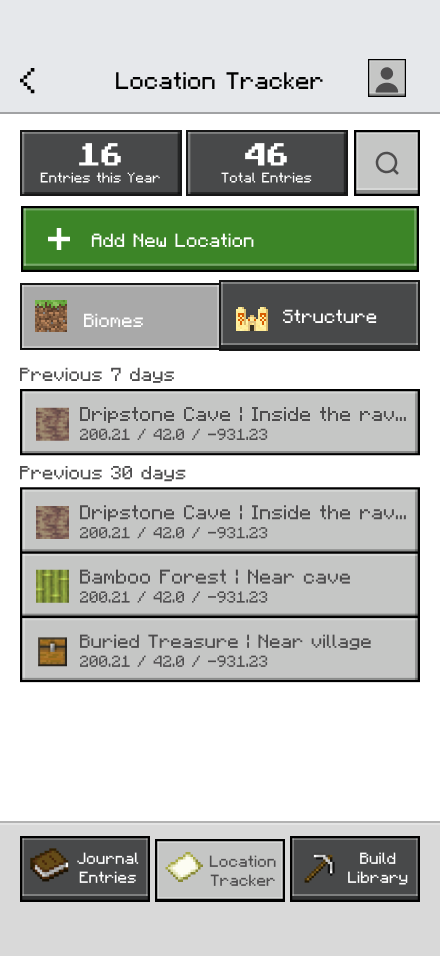 Location Tracker
16
Entries this Year
46
Total Entries
Add New Location
Biomes
Structure
Previous 7 days
Dripstone Cave | Inside the rav...
200.21 / 42.0 / -931.23
Previous 30 days
Dripstone Cave | Inside the rav...
200.21 / 42.0 / -931.23
Bamboo Forest | Near cave
200.21 / 42.0 / -931.23
Buried Treasure | Near village
200.21 / 42.0 / -931.23
Journal
Entries
Location
Tracker
Build
Library